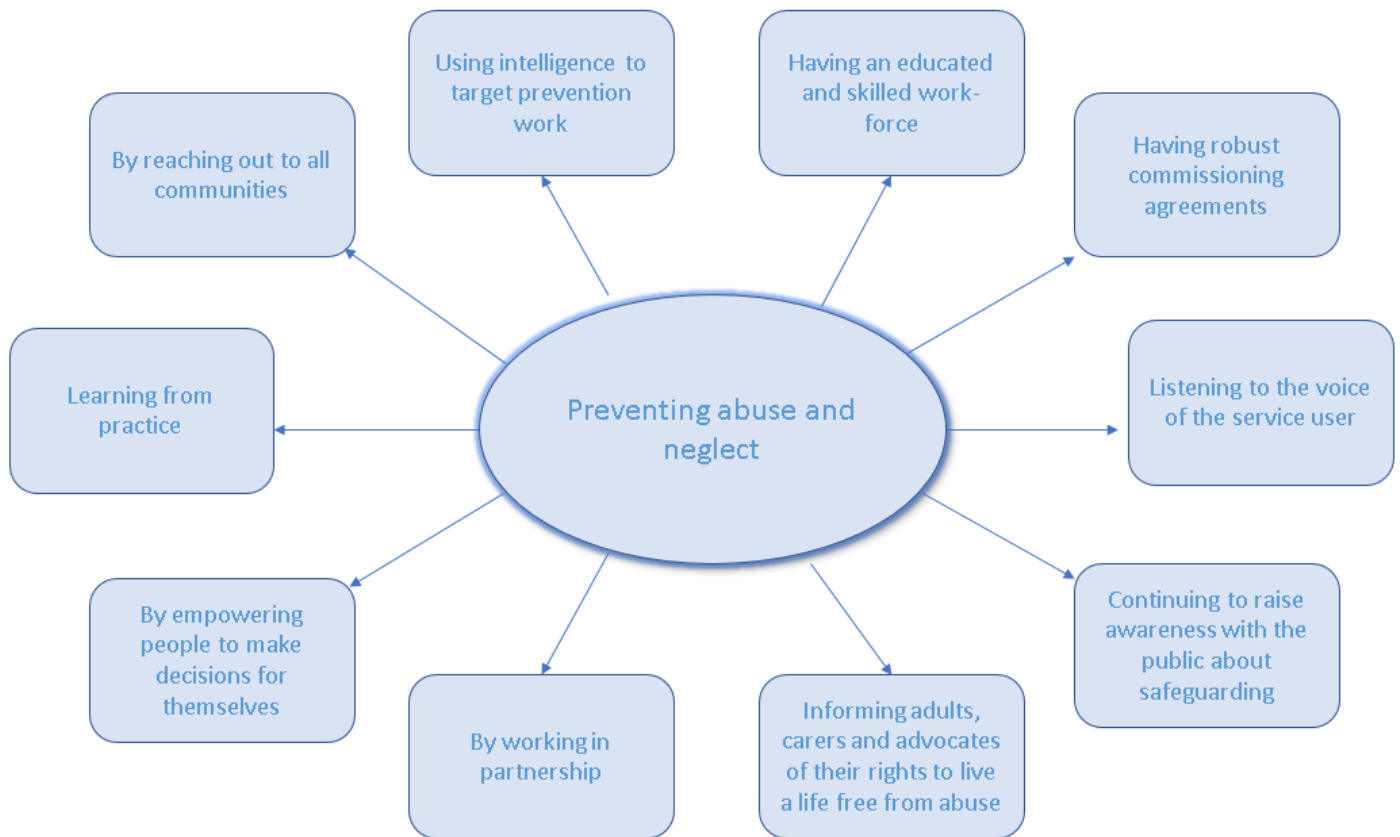 Using intelligence to
target prevention
work
Having an educated
and skilled work-
force
By reaching out to all
communities
Having robust
commissioning
agreements
Learning from
practice
Preventing abuse and
neglect
Listening to the voice
of the service user
By empowering
people to make
decisions for
themselves
Continuing to raise
awareness with the
public about
safeguarding
By working in
partnership
Informing adults,
carers and advocates
of their rights to live
a life free from abuse